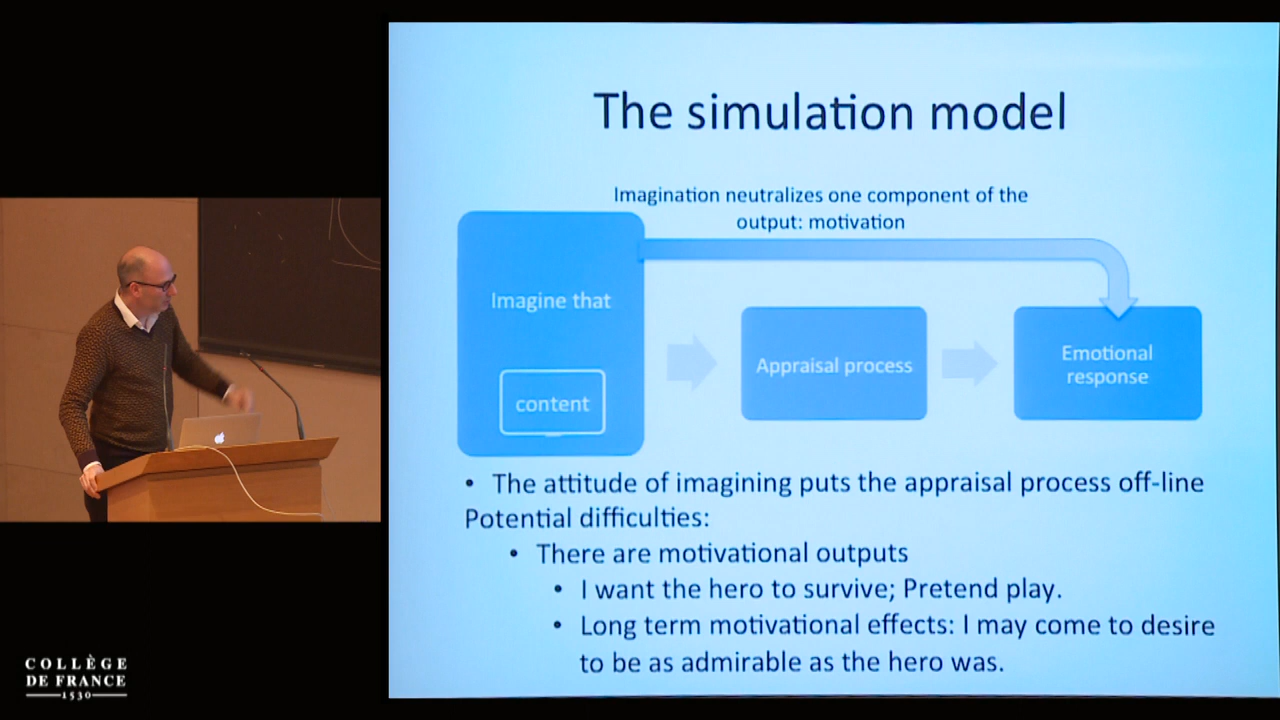 The simulation model
Imagination neutralizes one component of the
output: motivation
Imagine that
content
Appraisal process
Emotional
response
• The attitude of imagining puts the appraisal process off-line
Potential difficulties:
• There are motivational outputs
• I want the hero to survive; Pretend play.
• Long term motivational effects: I may come to desire
to be as admirable as the hero was.
COLLÈGE
DE FRANCE
1530